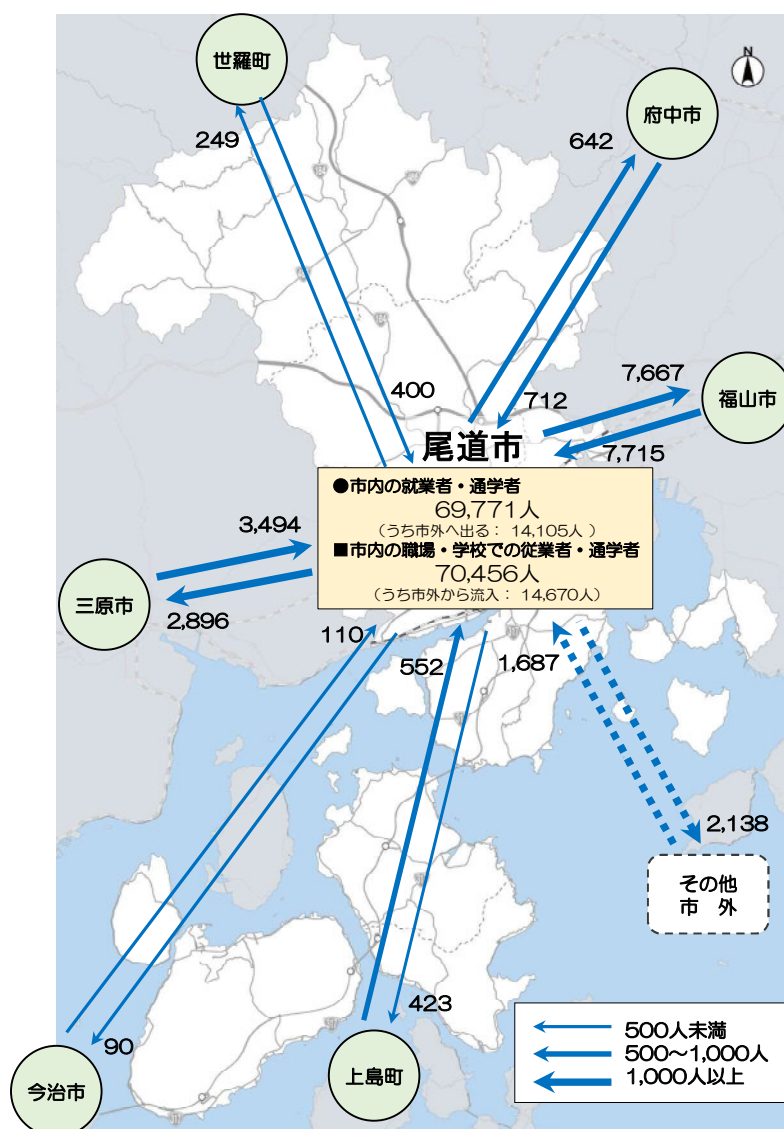 世羅町
N
249
642
府中市
400
712
7,667
福山市
7,715
尾道市
●市内の就業者・通学者
69,771人
（うち市外へ出る：14,105人）
■市内の職場・学校での従業者・通学者
70,456人
（うち市外から流入：14,670人）
3,494
三原市
2,896
110
552
1,687
2,138
その他
市　外
423
90
今治市
上島町
500人未満
500～1,000人
1,000人以上